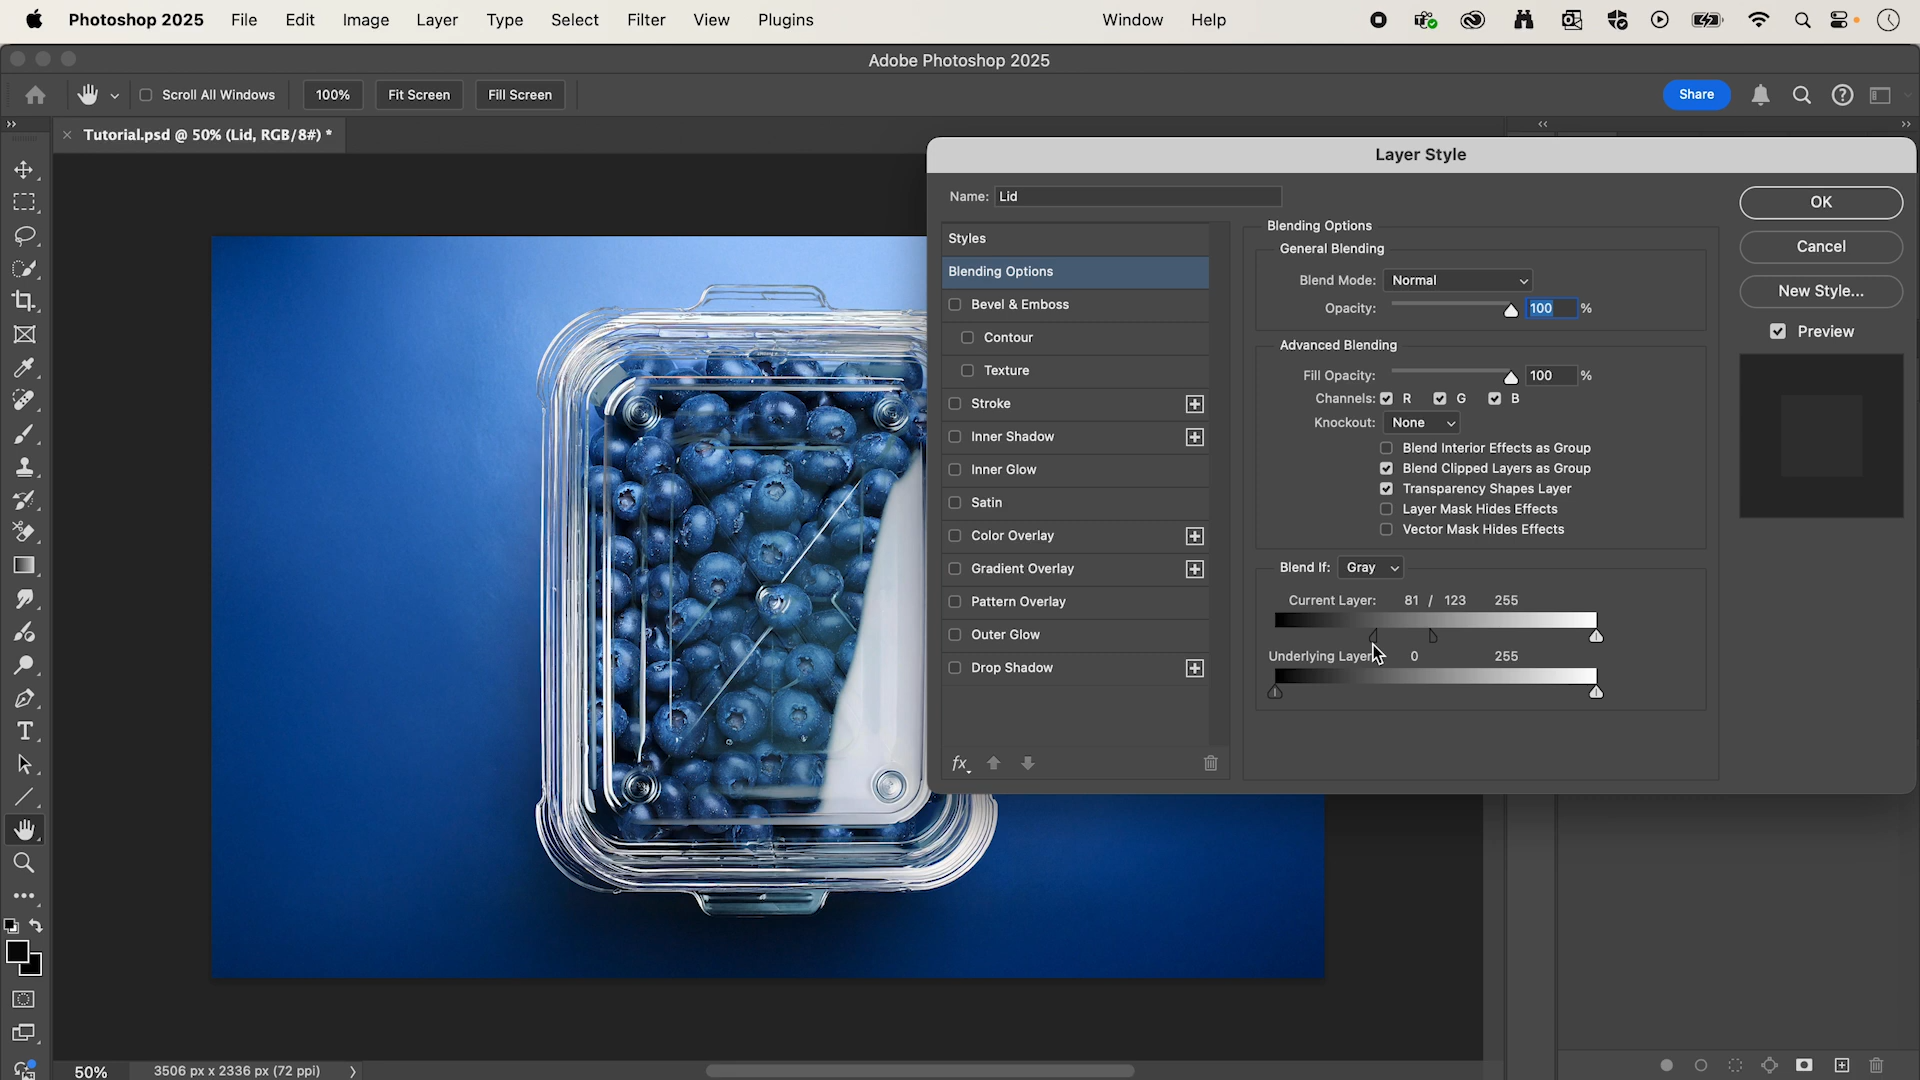 Photoshop 2025 File Edit Image Layer Type Select Filter View Plugins Window Help
Adobe Photoshop 2025
Scroll All Windows 100% Fit Screen Fill Screen Share
× Tutorial.psd @ 50% (Lid, RGB/8#) *
Layer Style
Name: Lid
OK
Cancel
New Style...
Preview
Styles
Blending Options
Bevel & Emboss
Contour
Texture
Stroke
Inner Shadow
Inner Glow
Satin
Color Overlay
Gradient Overlay
Pattern Overlay
Outer Glow
Drop Shadow
fx
Blending Options
General Blending
Blend Mode: Normal
Opacity: 100 %
Advanced Blending
Fill Opacity: 100 %
Channels: R G B
Knockout: None
Blend Interior Effects as Group
Blend Clipped Layers as Group
Transparency Shapes Layer
Layer Mask Hides Effects
Vector Mask Hides Effects
Blend If: Gray
Current Layer: 81 / 123 255
Underlying Layer 0 255
50% 3506 px x 2336 px (72 ppi)